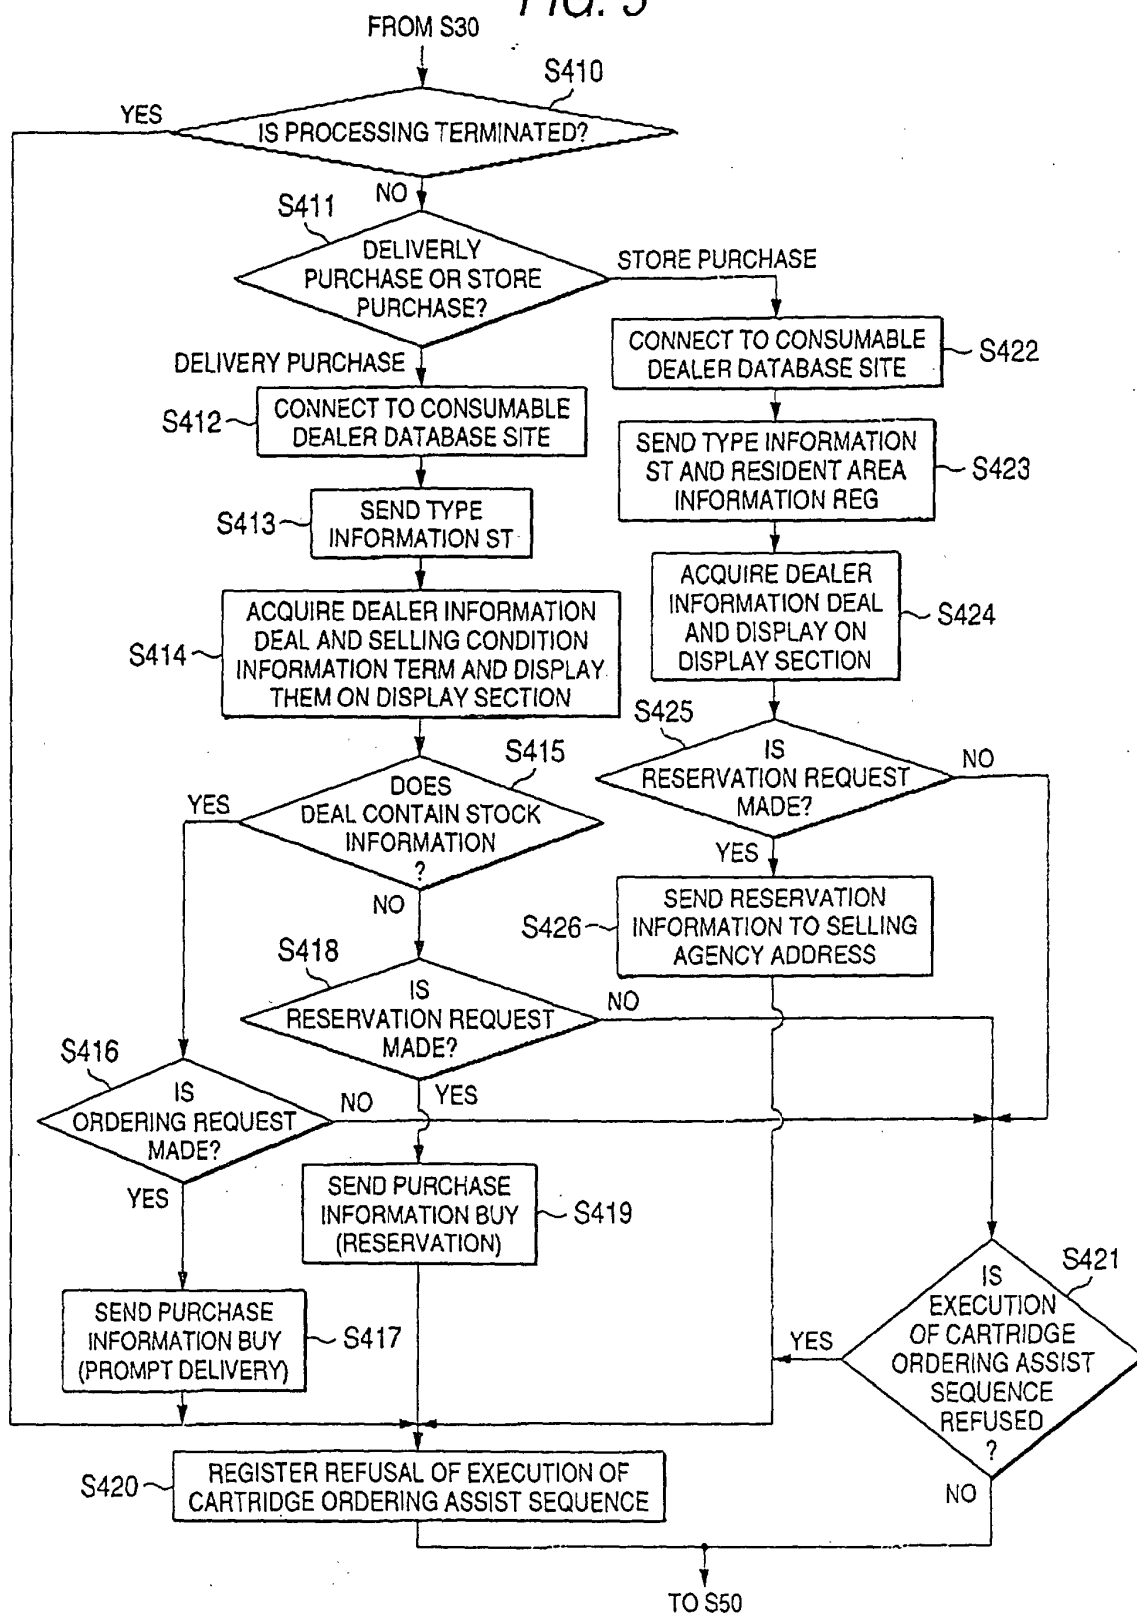 FROM S30
S410
YES
IS PROCESSING TERMINATED?
NO
S411
DELIVERLY
PURCHASE OR STORE
PURCHASE?
STORE PURCHASE
DELIVERY PURCHASE
CONNECT TO CONSUMABLE
DEALER DATABASE SITE
S422
S412
CONNECT TO CONSUMABLE
DEALER DATABASE SITE
SEND TYPE INFORMATION
ST AND RESIDENT AREA
INFORMATION REG
S423
S413
SEND TYPE
INFORMATION ST
ACQUIRE DEALER
INFORMATION DEAL
AND DISPLAY ON
DISPLAY SECTION
S424
S414
ACQUIRE DEALER INFORMATION
DEAL AND SELLING CONDITION
INFORMATION TERM AND DISPLAY
THEM ON DISPLAY SECTION
S425
IS
RESERVATION REQUEST
MADE?
NO
S415
YES
DOES
DEAL CONTAIN STOCK
INFORMATION
?
YES
NO
S426
SEND RESERVATION
INFORMATION TO SELLING
AGENCY ADDRESS
S418
IS
RESERVATION REQUEST
MADE?
NO
S416
IS
ORDERING REQUEST
MADE?
NO
YES
YES
SEND PURCHASE
INFORMATION BUY
(RESERVATION)
S419
S421
IS
EXECUTION
OF CARTRIDGE
ORDERING ASSIST
SEQUENCE
REFUSED
?
YES
NO
SEND PURCHASE
INFORMATION BUY
(PROMPT DELIVERY)
S417
S420
REGISTER REFUSAL OF EXECUTION OF
CARTRIDGE ORDERING ASSIST SEQUENCE
TO S50